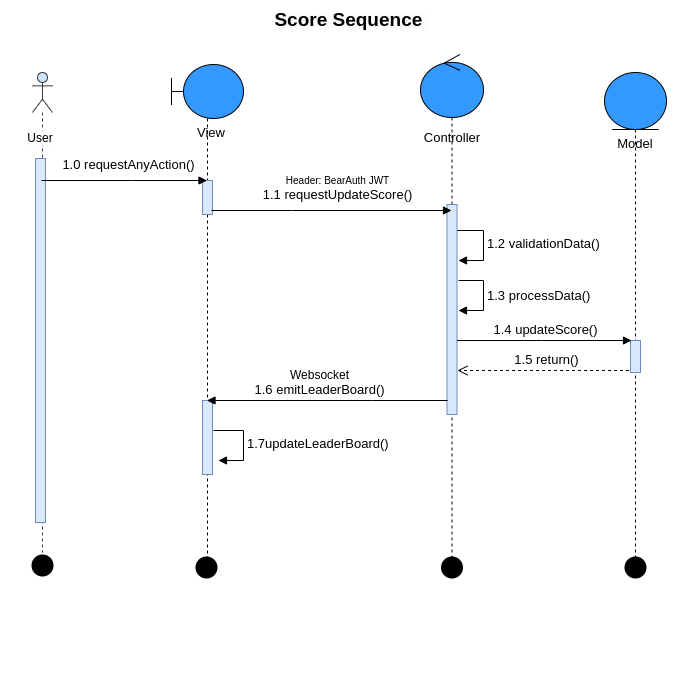 Score Sequence
User
View
Controller
Model
1.0 requestAnyAction()
Header: BearAuth JWT
1.1 requestUpdateScore()
1.2 validationData()
1.3 processData()
1.4 updateScore()
1.5 return()
Websocket
1.6 emitLeaderBoard()
1.7updateLeaderBoard()